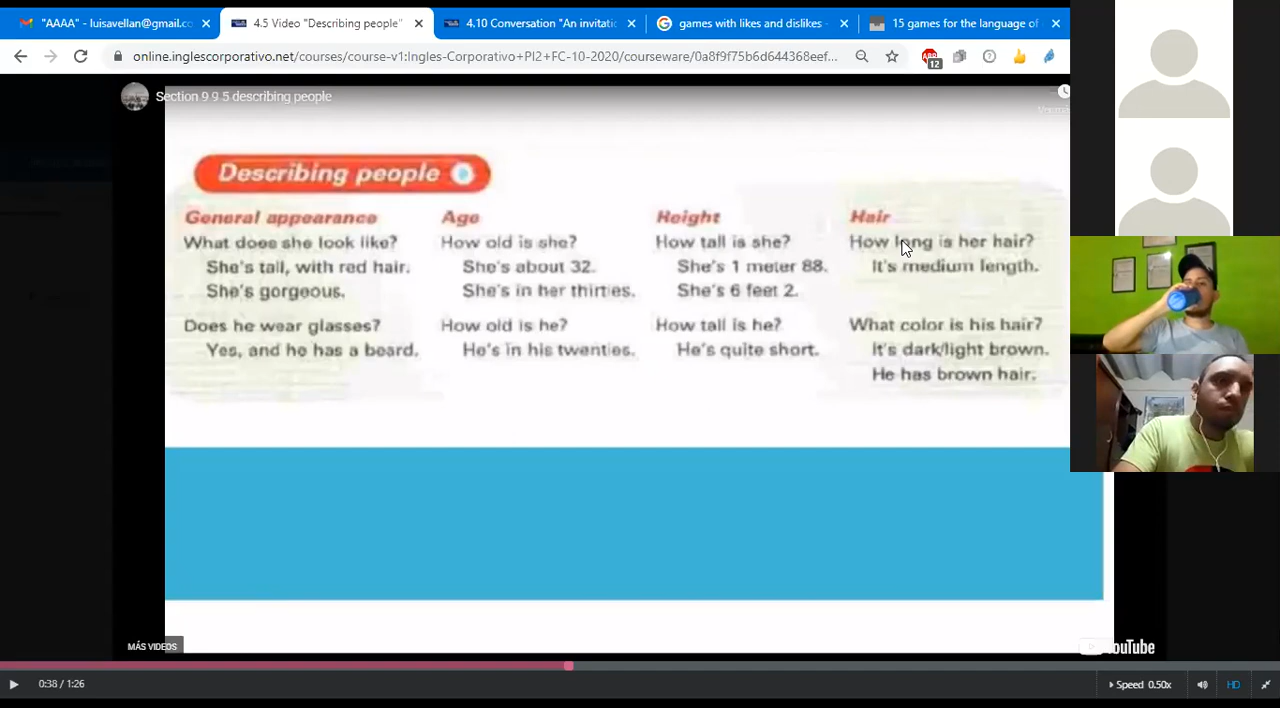 "AAAA" - luisavellan@gmail.co
4.5 Video "Describing people"
4.10 Conversation "An invitatio
games with likes and dislikes -
15 games for the language of
online.inglescorporativo.net/courses/course-v1:Ingles-Corporativo+PI2+FC-10-2020/courseware/0a8f9f75b6d644368eef...
12
Section 9 9 5 describing people
Describing people
General appearance
What does she look like?
She's tall, with red hair.
She's gorgeous.
Does he wear glasses?
Yes, and he has a beard.
Age
How old is she?
She's about 32.
She's in her thirties.
How old is he?
He's in his twenties.
Height
How tall is she?
She's 1 meter 88.
She's 6 feet 2.
How tall is he?
He's quite short.
Hair
How long is her hair?
It's medium length.
What color is his hair?
It's dark/light brown.
He has brown hair.
MÁS VIDEOS
YouTube
0:38 / 1:26
Speed 0.50x
HD